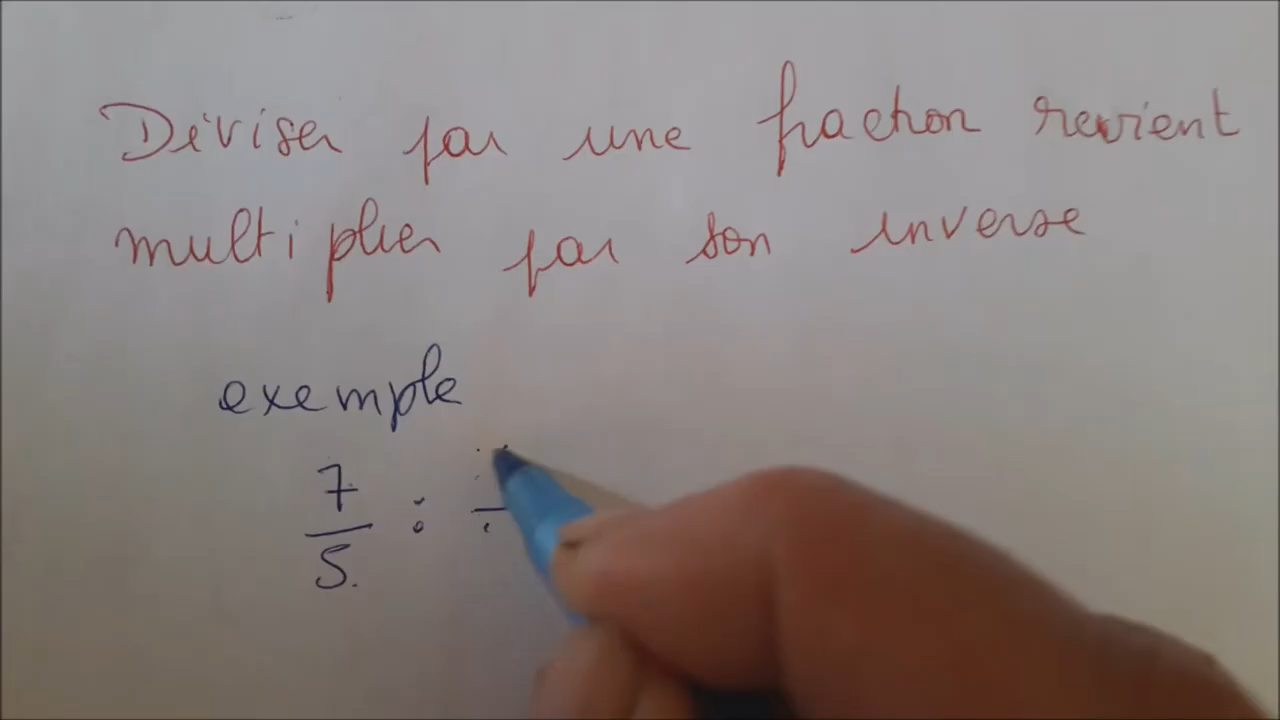 Diviser par une fraction revient
multiplier par son inverse
exemple
7/5 :